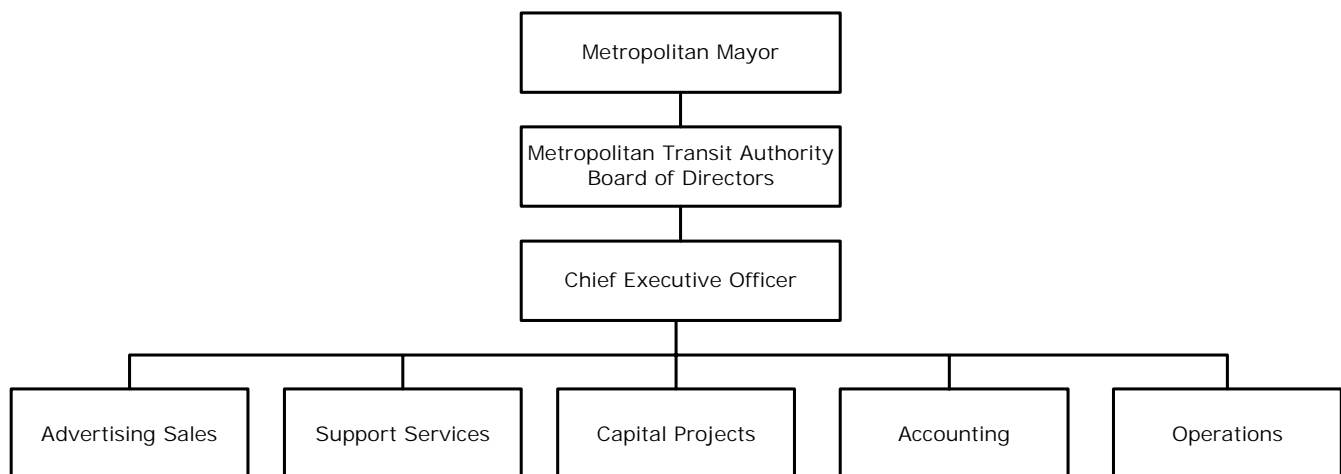 Metropolitan Mayor
Metropolitan Transit Authority
Board of Directors
Chief Executive Officer
Advertising Sales
Support Services
Capital Projects
Accounting
Operations